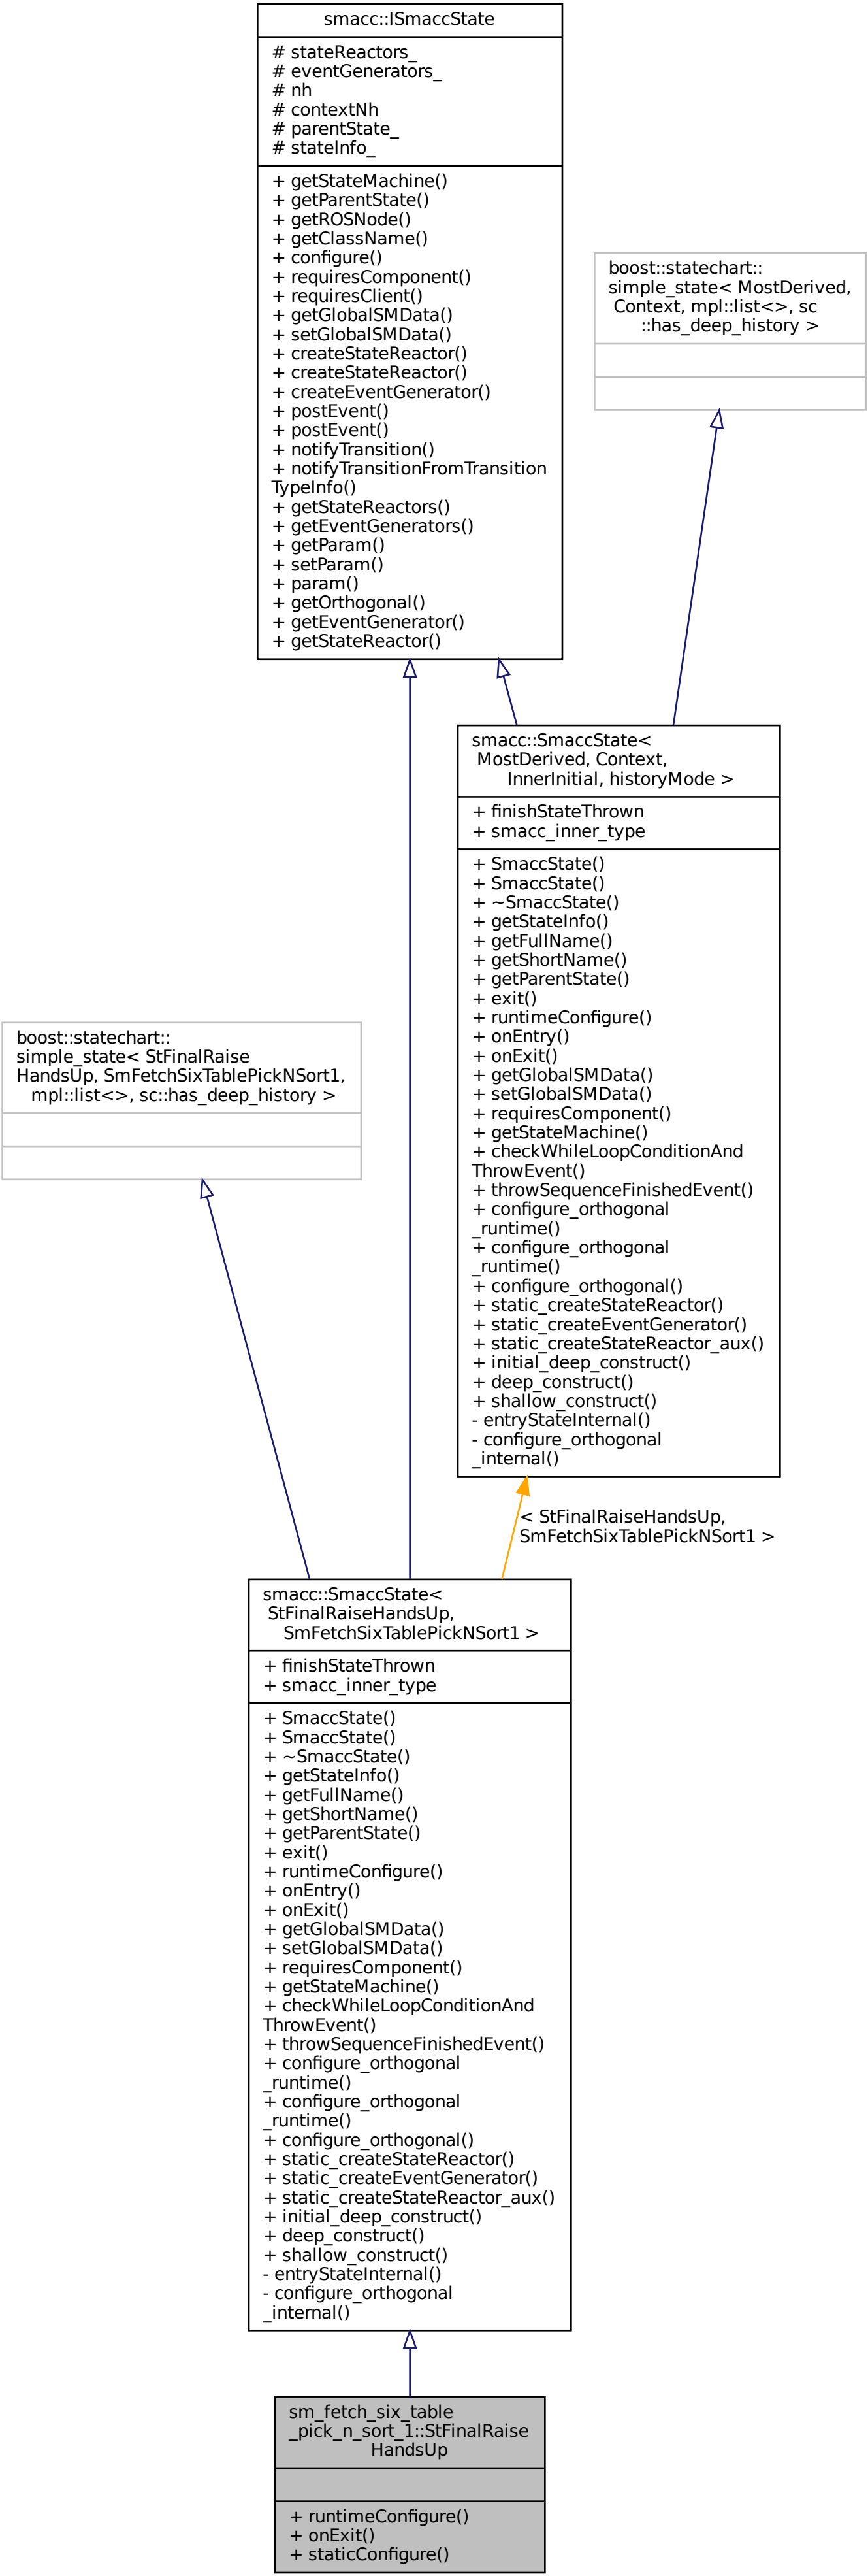 smacc::ISmaccState
# stateReactors_
# eventGenerators_
# nh
# contextNh
# parentState_
# stateInfo_
+ getStateMachine()
+ getParentState()
+ getROSNode()
+ getClassName()
+ configure()
+ requiresComponent()
+ requiresClient()
+ getGlobalSMData()
+ setGlobalSMData()
+ createStateReactor()
+ createStateReactor()
+ createEventGenerator()
+ postEvent()
+ postEvent()
+ notifyTransition()
+ notifyTransitionFromTransition
TypeInfo()
+ getStateReactors()
+ getEventGenerators()
+ getParam()
+ setParam()
+ param()
+ getOrthogonal()
+ getEventGenerator()
+ getStateReactor()
boost::statechart::
simple_state< MostDerived,
Context, mpl::list<>, sc
::has_deep_history >
smacc::SmaccState<
MostDerived, Context,
InnerInitial, historyMode >
+ finishStateThrown
+ smacc_inner_type
+ SmaccState()
+ SmaccState()
+ ~SmaccState()
+ getStateInfo()
+ getFullName()
+ getShortName()
+ getParentState()
+ exit()
+ runtimeConfigure()
+ onEntry()
+ onExit()
+ getGlobalSMData()
+ setGlobalSMData()
+ requiresComponent()
+ getStateMachine()
+ checkWhileLoopConditionAnd
ThrowEvent()
+ throwSequenceFinishedEvent()
+ configure_orthogonal
_runtime()
+ configure_orthogonal
_runtime()
+ configure_orthogonal()
+ static_createStateReactor()
+ static_createEventGenerator()
+ static_createStateReactor_aux()
+ initial_deep_construct()
+ deep_construct()
+ shallow_construct()
- entryStateInternal()
- configure_orthogonal
_internal()
boost::statechart::
simple_state< StFinalRaise
HandsUp, SmFetchSixTablePickNSort1,
mpl::list<>, sc::has_deep_history >
< StFinalRaiseHandsUp,
SmFetchSixTablePickNSort1 >
smacc::SmaccState<
StFinalRaiseHandsUp,
SmFetchSixTablePickNSort1 >
+ finishStateThrown
+ smacc_inner_type
+ SmaccState()
+ SmaccState()
+ ~SmaccState()
+ getStateInfo()
+ getFullName()
+ getShortName()
+ getParentState()
+ exit()
+ runtimeConfigure()
+ onEntry()
+ onExit()
+ getGlobalSMData()
+ setGlobalSMData()
+ requiresComponent()
+ getStateMachine()
+ checkWhileLoopConditionAnd
ThrowEvent()
+ throwSequenceFinishedEvent()
+ configure_orthogonal
_runtime()
+ configure_orthogonal
_runtime()
+ configure_orthogonal()
+ static_createStateReactor()
+ static_createEventGenerator()
+ static_createStateReactor_aux()
+ initial_deep_construct()
+ deep_construct()
+ shallow_construct()
- entryStateInternal()
- configure_orthogonal
_internal()
sm_fetch_six_table
_pick_n_sort_1::StFinalRaise
HandsUp
+ runtimeConfigure()
+ onExit()
+ staticConfigure()